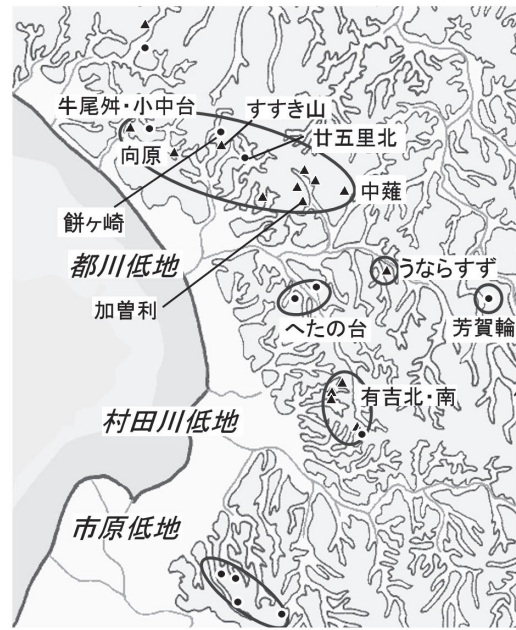 牛尾舛・小中台
すすき山
向原
廿五里北
中薙
餅ヶ崎
都川低地
うならすず
加曽利
へたの台
芳賀輪
有吉北・南
村田川低地
市原低地